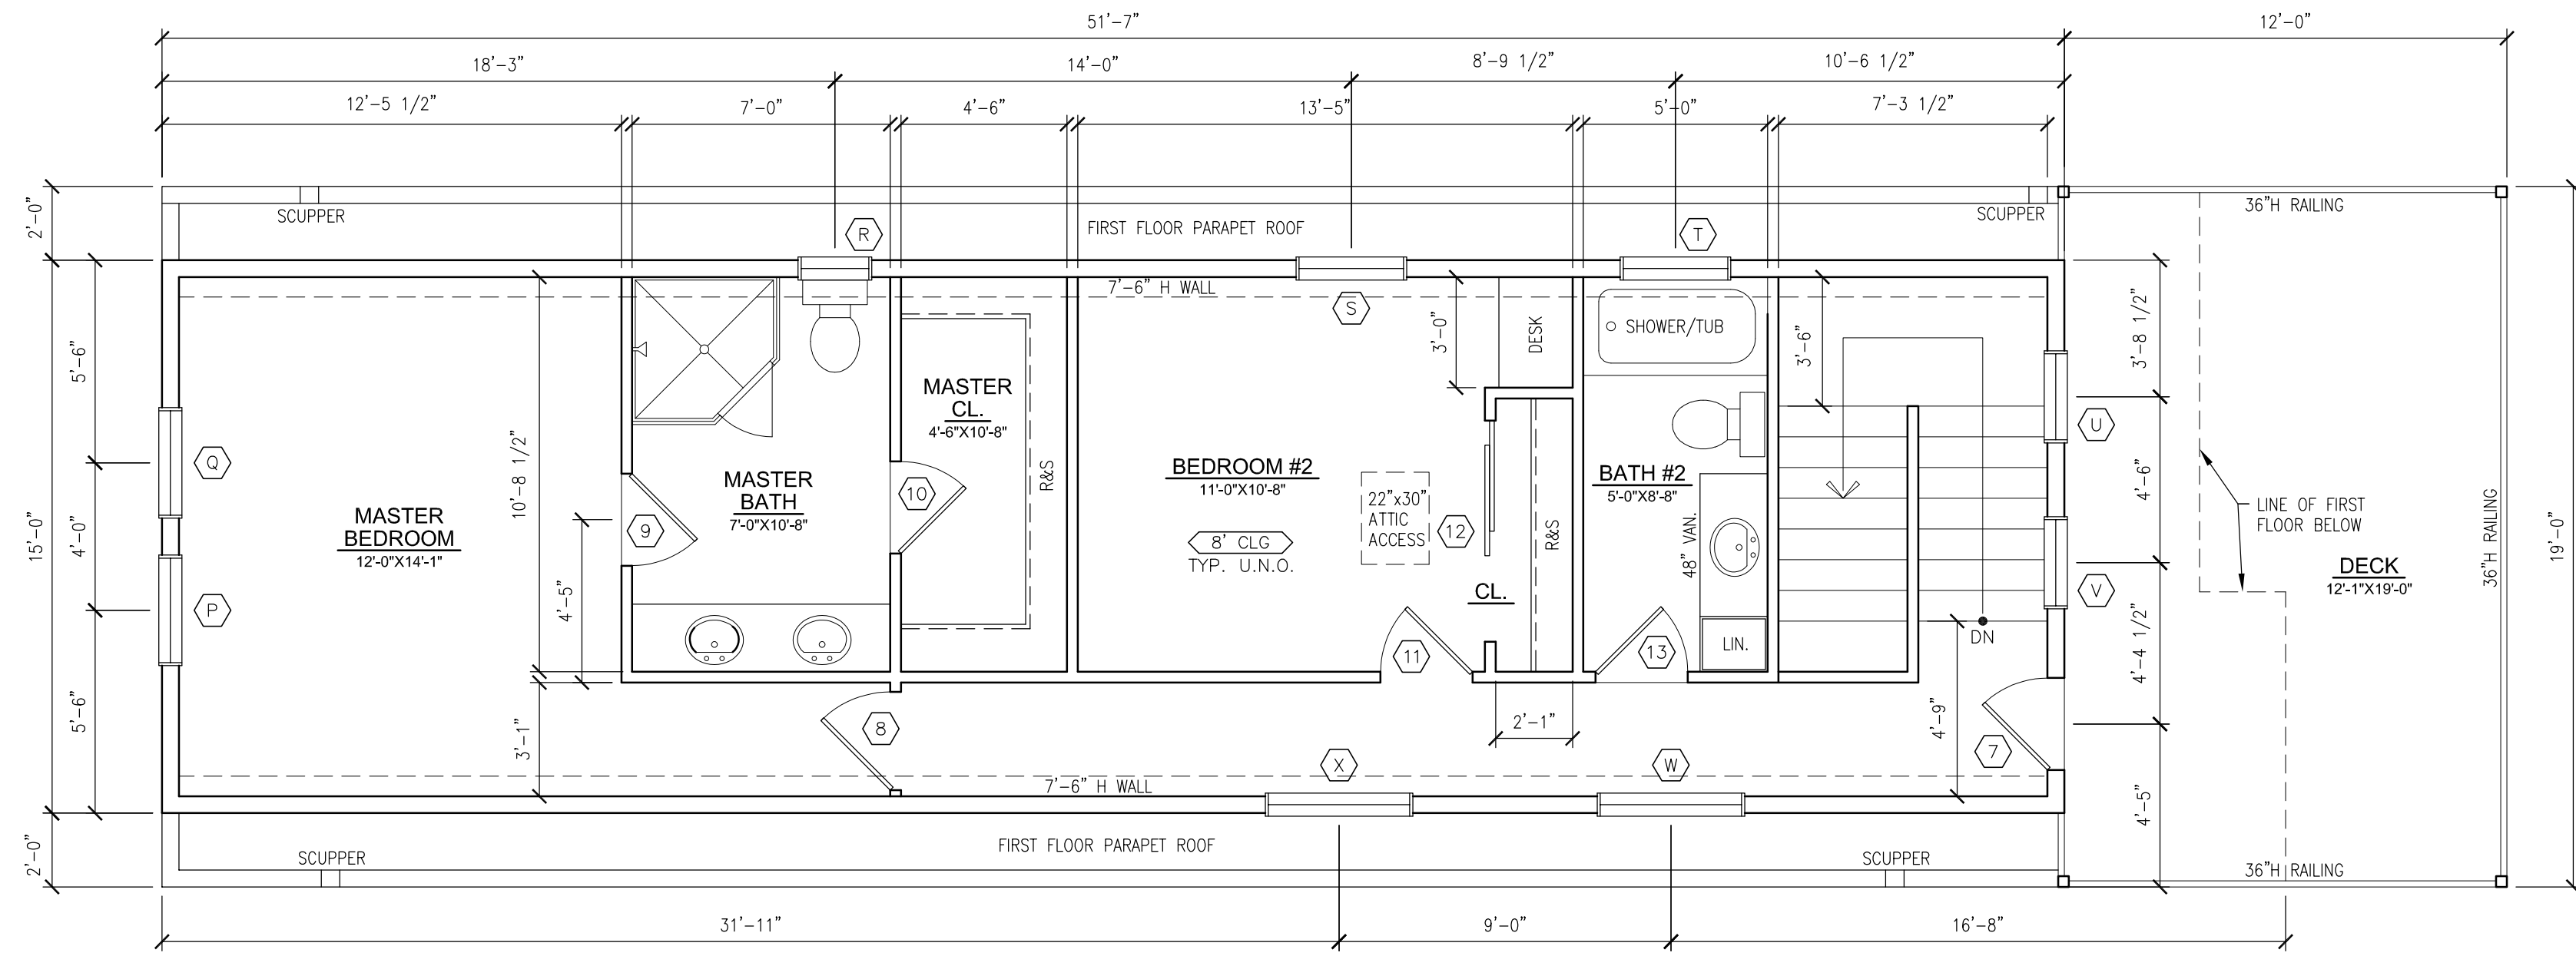 51'-7"
12'-0"
18'-3"
14'-0"
8'-9 1/2"
10'-6 1/2"
12'-5 1/2"
7'-0"
4'-6"
13'-5"
5'-0"
7'-3 1/2"
2'-0"
15'-0"
2'-0"
5'-6"
4'-0"
5'-6"
SCUPPER
FIRST FLOOR PARAPET ROOF
SCUPPER
36"H RAILING
R
T
7'-6" H WALL
S
Q
P
MASTER
BEDROOM
12'-0"X14'-1"
10'-8 1/2"
3'-1"
4'-5"
9
MASTER
BATH
7'-0"X10'-8"
10
MASTER
CL.
4'-6"X10'-8"
R&S
BEDROOM #2
11'-0"X10'-8"
8' CLG
TYP. U.N.O.
22"x30"
ATTIC
ACCESS
12
3'-0"
DESK
R&S
CL.
11
2'-1"
SHOWER/TUB
BATH #2
5'-0"X8'-8"
48" VAN.
LIN.
13
3'-6"
DN
4'-9"
7
8
X
W
U
V
3'-8 1/2"
4'-6"
4'-4 1/2"
4'-5"
LINE OF FIRST
FLOOR BELOW
DECK
12'-1"X19'-0"
36"H RAILING
19'-0"
7'-6" H WALL
SCUPPER
FIRST FLOOR PARAPET ROOF
SCUPPER
36"H RAILING
31'-11"
9'-0"
16'-8"